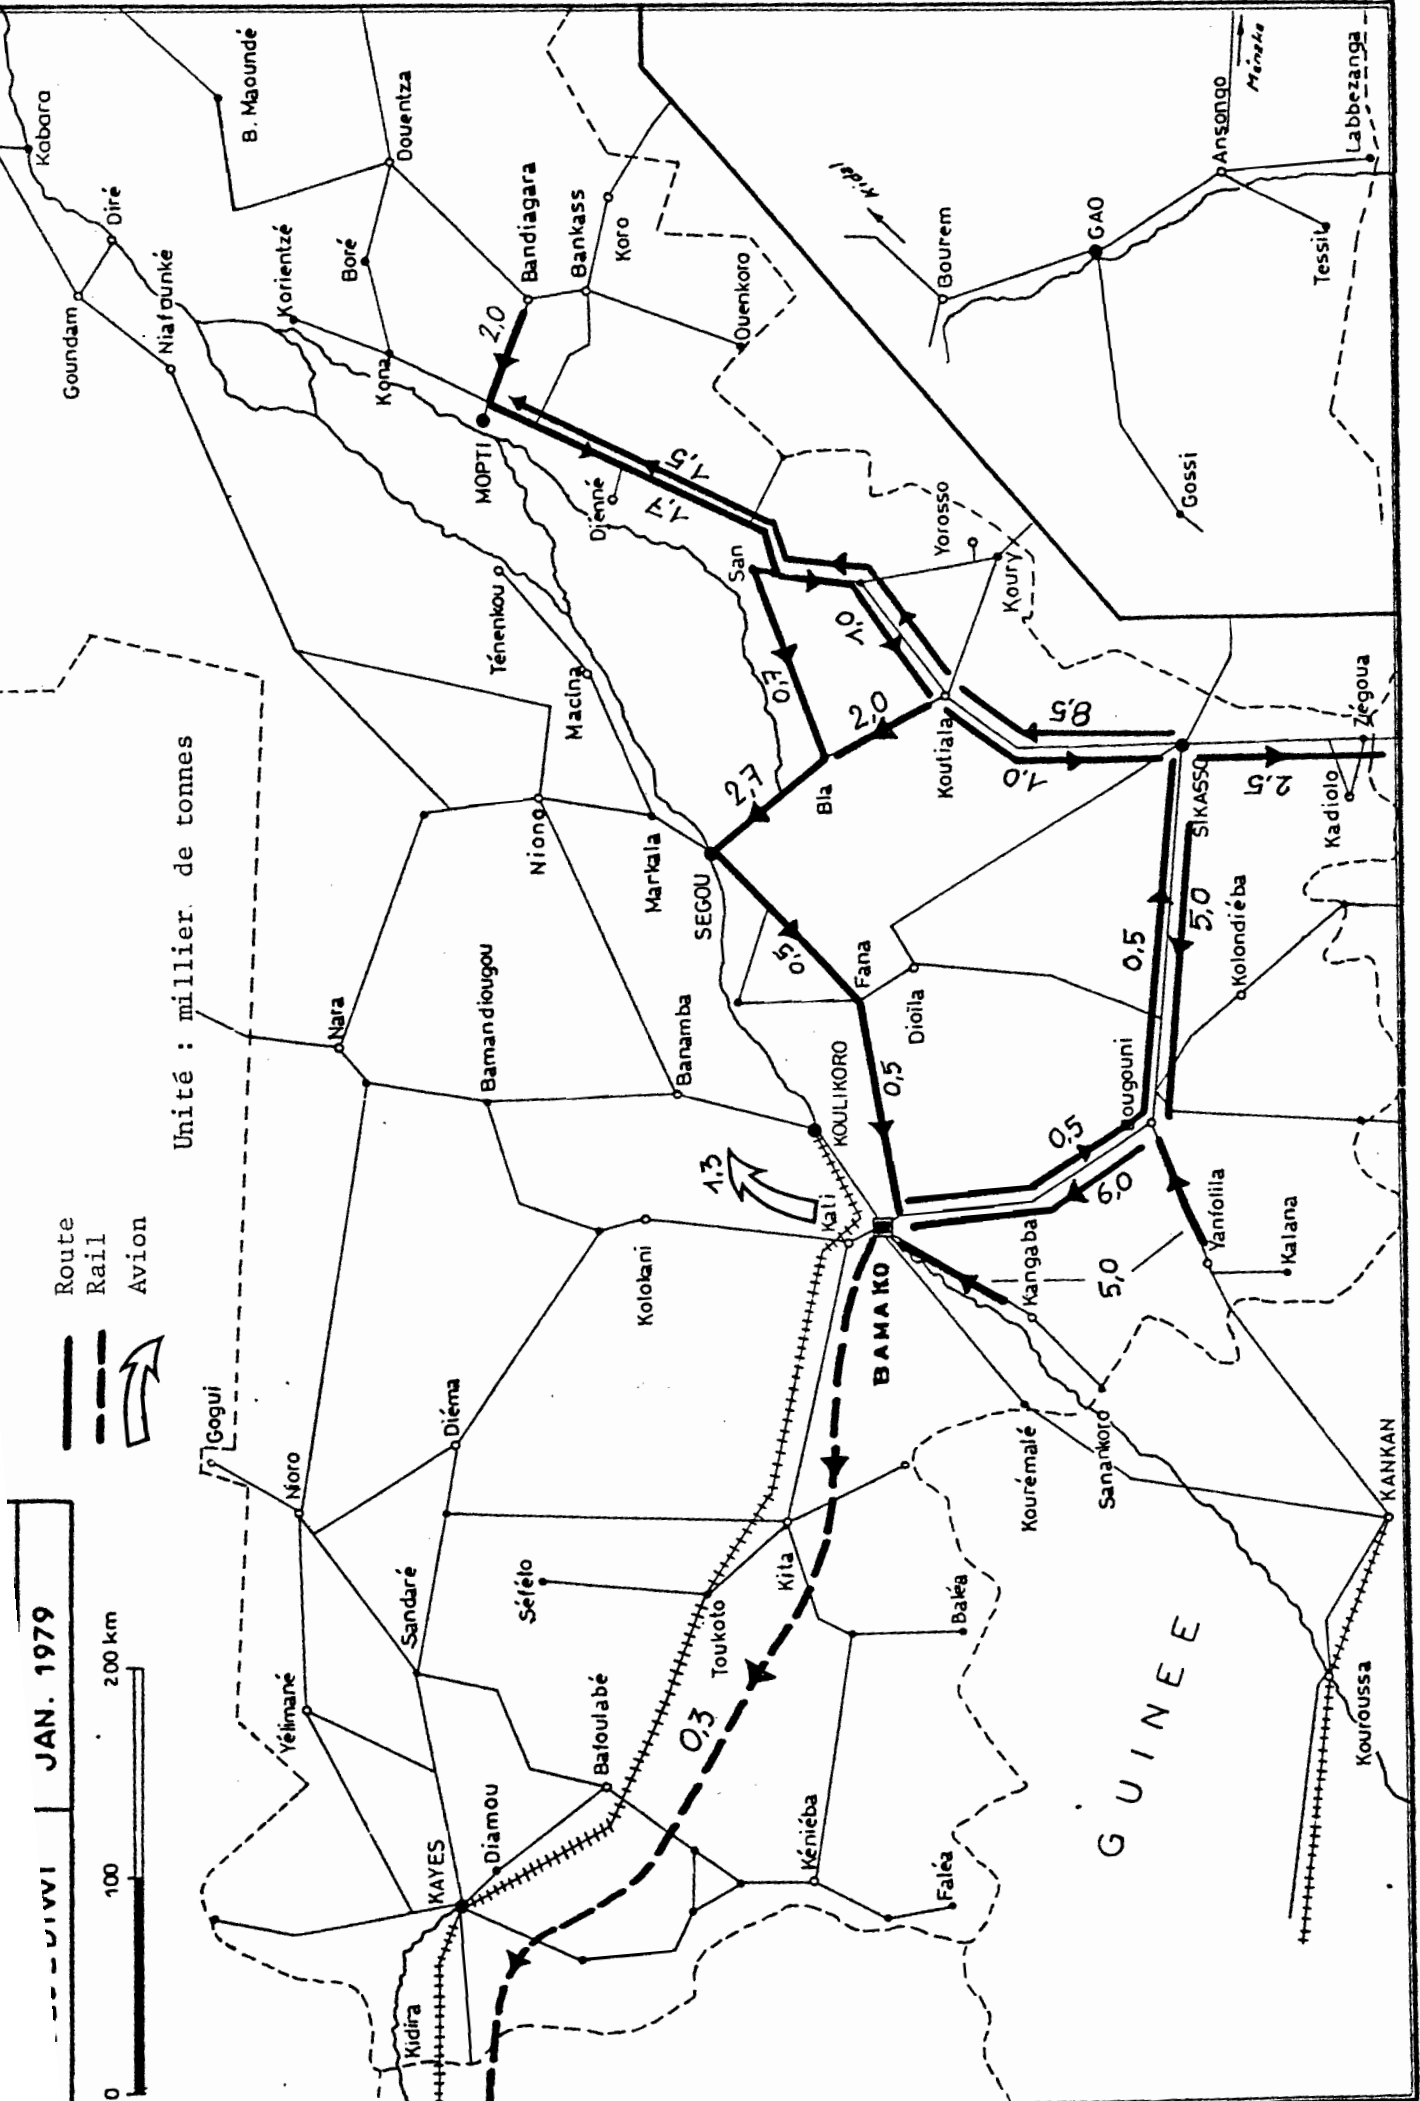 JAN. 1979
0 100 200 km
Route
Rail
Avion
Unité : millier de tonnes
Kabara
Diré
Goundam
Niafounké
B. Maoundé
Douentza
Korientzé
Boré
Kona
Gogui
Nioro
Nara
Yélimané
Sandaré
Diéma
Bamandiougou
KAYES
Diamou
Kidira
Séfélo
Niono
Ténenkou
Macina
MOPTI
2,0
Bandiagara
Bankass
Koro
Ouenkoro
Djenné
1,7
1,5
Bafoulabé
Toukoto
Kolokani
Banamba
Markala
SEGOU
San
0,7
2,7
Bla
1,0
2,0
0,3
Kita
Kati
1,3
KOULIKORO
0,5
Fana
Dioïla
0,5
Koutiala
Yorosso
Koury
Kidal
Bourem
GAO
Ansongo
Ménaka
Labbezanga
Tessit
Gossi
Kéniéba
Faléa
Baléa
BAMAKO
Kourémalé
Kangaba
Sanankoro
0,5
6,0
Bougouni
0,5
5,0
1,0
8,5
SIKASSO
2,5
Kadiolo
Zégoua
Kolondiéba
5,0
Yanfolila
Kalana
GUINEE
Kouroussa
KANKAN